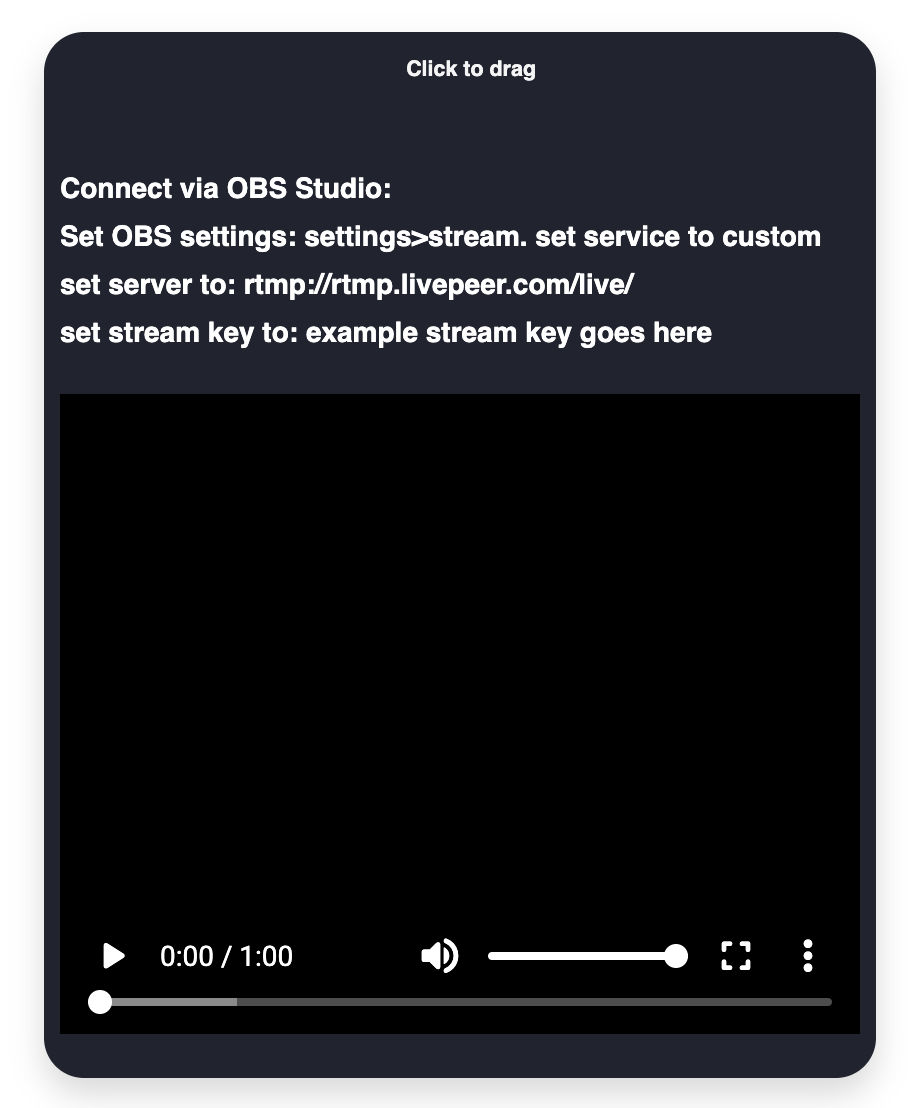 Click to drag
Connect via OBS Studio:
Set OBS settings: settings>stream. set service to custom
set server to: rtmp://rtmp.livepeer.com/live/
set stream key to: example stream key goes here
0:00 / 1:00